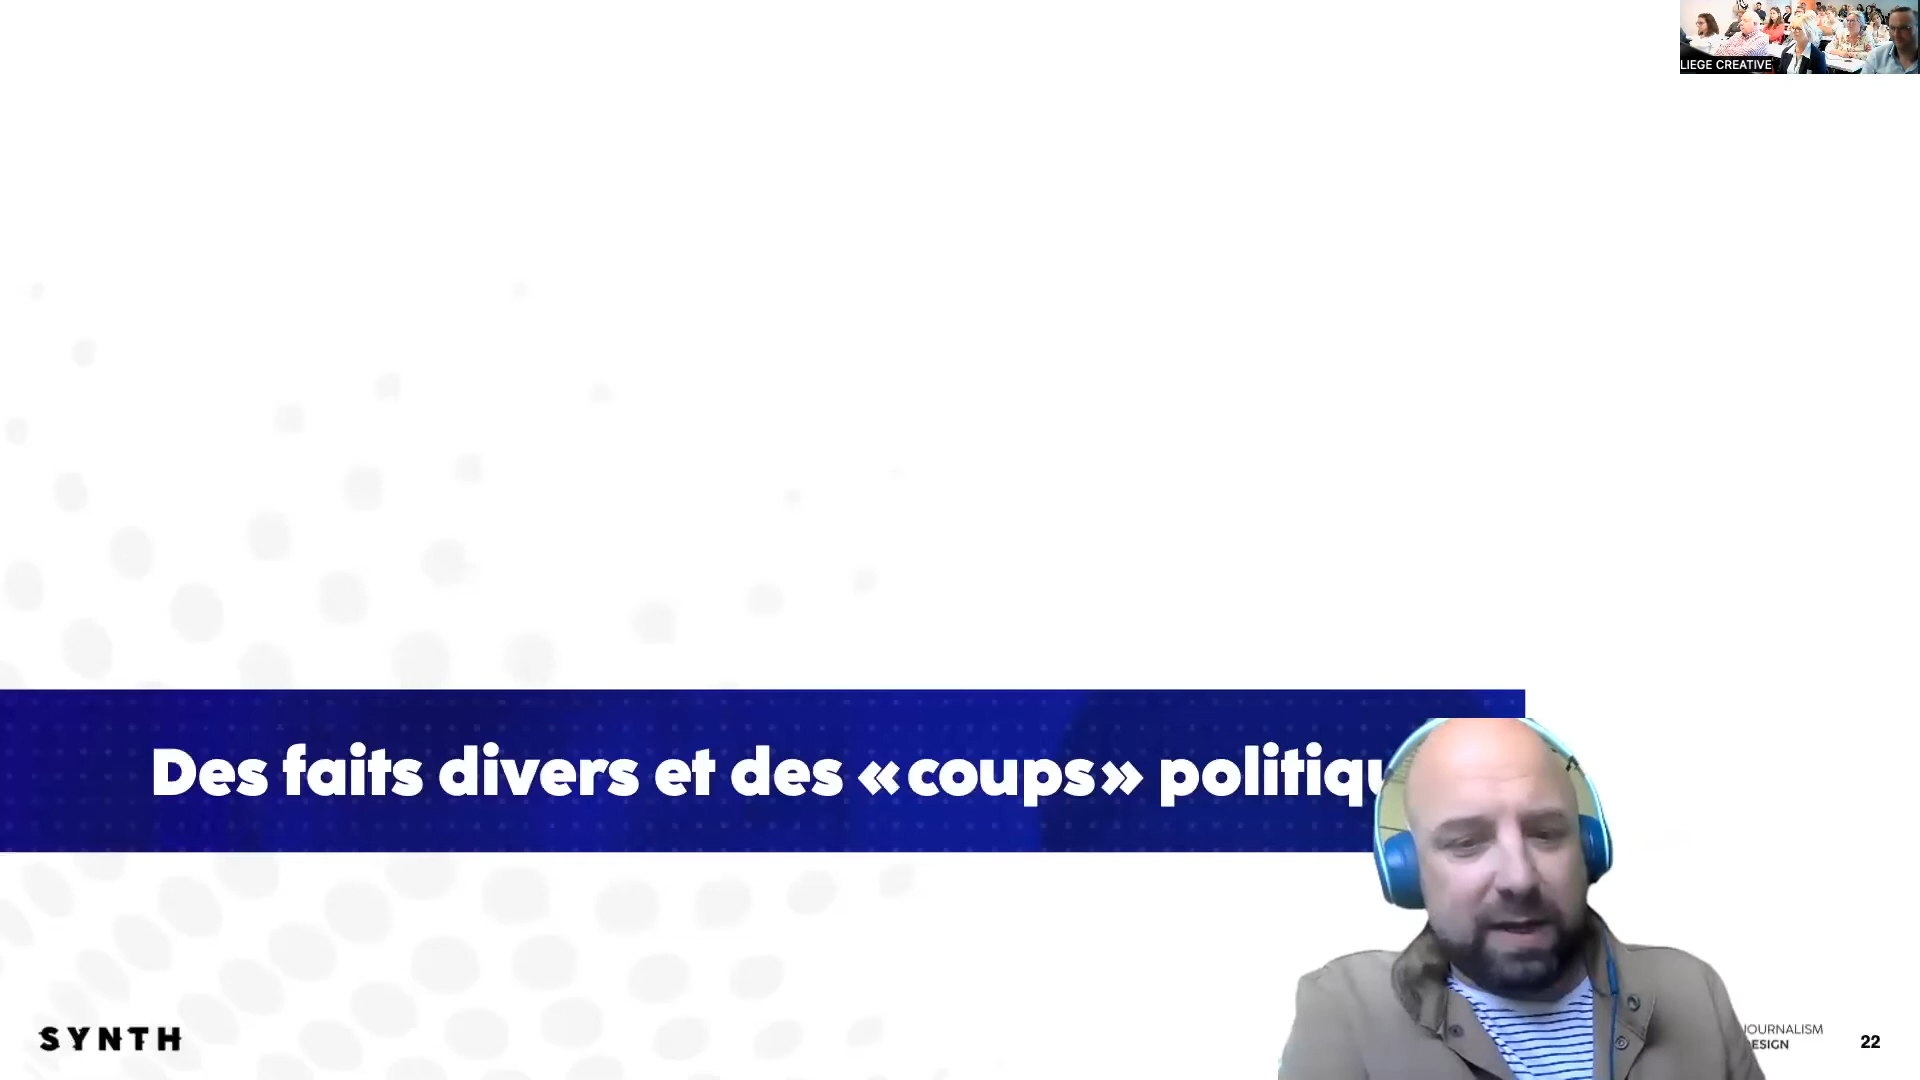 LIEGE CREATIVE
Des faits divers et des « coups » politiqu
SYNTH
JOURNALISM
ESIGN
22